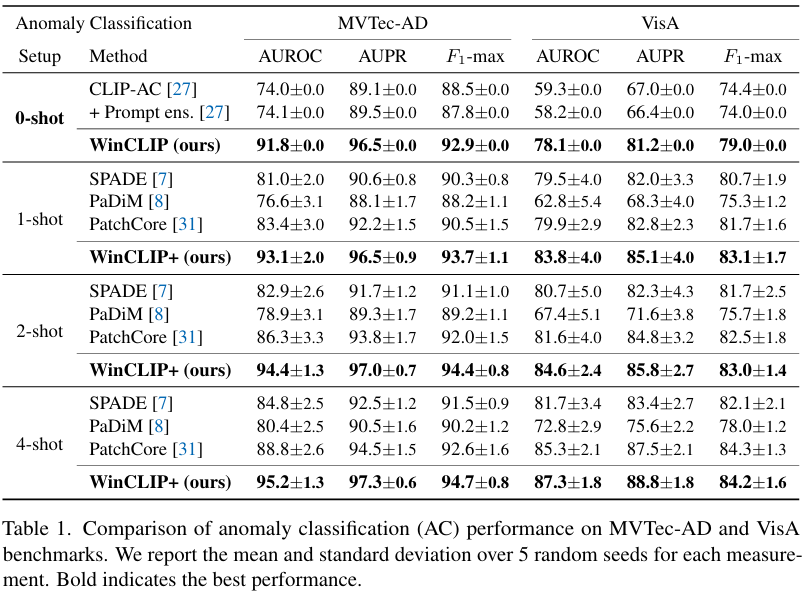 Anomaly Classification MVTec-AD VisA
Setup Method AUROC AUPR F1-max AUROC AUPR F1-max
0-shot
CLIP-AC [27] 74.0±0.0 89.1±0.0 88.5±0.0 59.3±0.0 67.0±0.0 74.4±0.0
+ Prompt ens. [27] 74.1±0.0 89.5±0.0 87.8±0.0 58.2±0.0 66.4±0.0 74.0±0.0
WinCLIP (ours) 91.8±0.0 96.5±0.0 92.9±0.0 78.1±0.0 81.2±0.0 79.0±0.0
1-shot
SPADE [7] 81.0±2.0 90.6±0.8 90.3±0.8 79.5±4.0 82.0±3.3 80.7±1.9
PaDiM [8] 76.6±3.1 88.1±1.7 88.2±1.1 62.8±5.4 68.3±4.0 75.3±1.2
PatchCore [31] 83.4±3.0 92.2±1.5 90.5±1.5 79.9±2.9 82.8±2.3 81.7±1.6
WinCLIP+ (ours) 93.1±2.0 96.5±0.9 93.7±1.1 83.8±4.0 85.1±4.0 83.1±1.7
2-shot
SPADE [7] 82.9±2.6 91.7±1.2 91.1±1.0 80.7±5.0 82.3±4.3 81.7±2.5
PaDiM [8] 78.9±3.1 89.3±1.7 89.2±1.1 67.4±5.1 71.6±3.8 75.7±1.8
PatchCore [31] 86.3±3.3 93.8±1.7 92.0±1.5 81.6±4.0 84.8±3.2 82.5±1.8
WinCLIP+ (ours) 94.4±1.3 97.0±0.7 94.4±0.8 84.6±2.4 85.8±2.7 83.0±1.4
4-shot
SPADE [7] 84.8±2.5 92.5±1.2 91.5±0.9 81.7±3.4 83.4±2.7 82.1±2.1
PaDiM [8] 80.4±2.5 90.5±1.6 90.2±1.2 72.8±2.9 75.6±2.2 78.0±1.2
PatchCore [31] 88.8±2.6 94.5±1.5 92.6±1.6 85.3±2.1 87.5±2.1 84.3±1.3
WinCLIP+ (ours) 95.2±1.3 97.3±0.6 94.7±0.8 87.3±1.8 88.8±1.8 84.2±1.6
Table 1. Comparison of anomaly classification (AC) performance on MVTec-AD and VisA
benchmarks. We report the mean and standard deviation over 5 random seeds for each measure-
ment. Bold indicates the best performance.